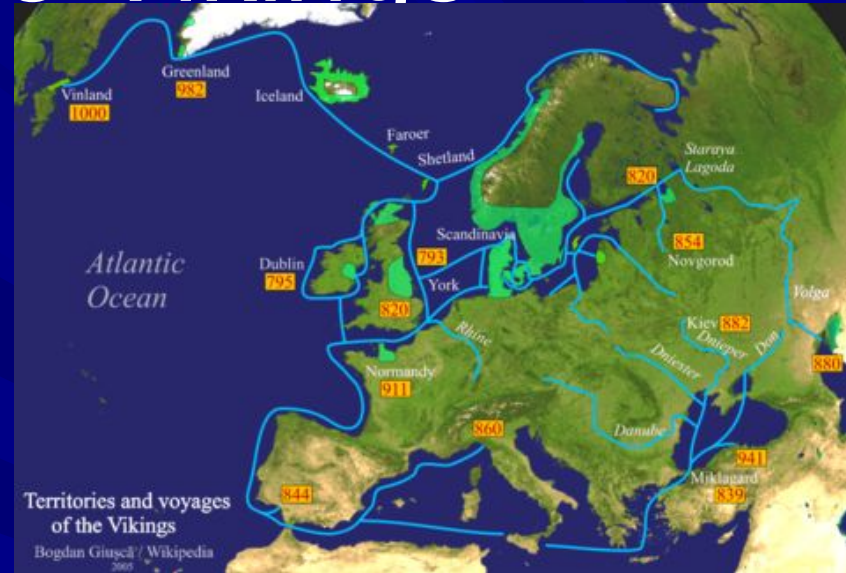 Greenland
982
Vinland
1000
Iceland
Faroer
Shetland
Staraya
Lagoda
820
Scandinavia
793
854
Novgorod
Atlantic
Ocean
Dublin
795
York
820
Volga
Rhine
Kiev 882
Dnieper
Don
Dniester
880
Normandy
911
860
Danube
941
Miklagard
839
844
Territories and voyages
of the Vikings
Bogdan Giuşcă / Wikipedia
2005